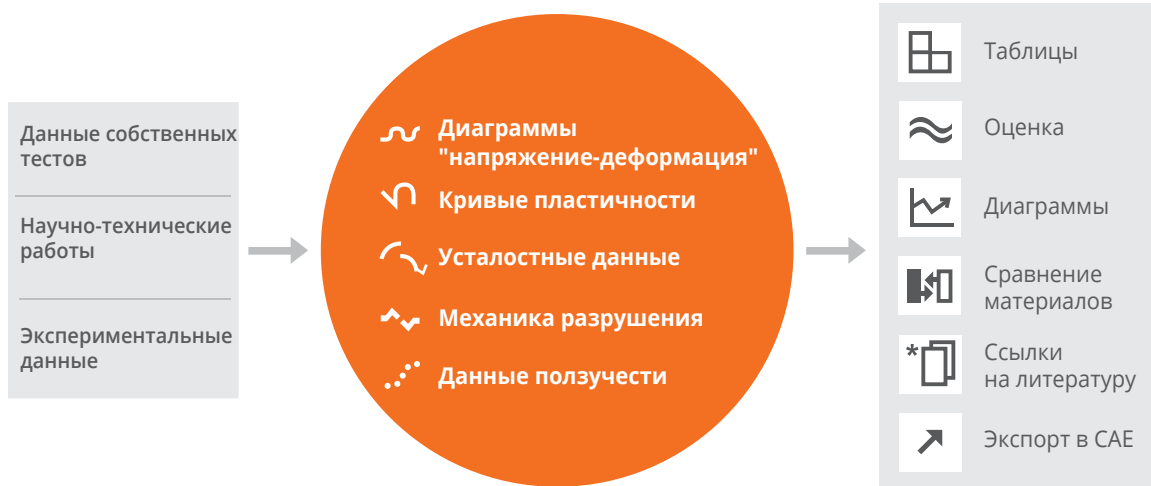 Данные собственных
тестов
Научно-технические
работы
Экспериментальные
данные
Диаграммы
"напряжение-деформация"
Кривые пластичности
Усталостные данные
Механика разрушения
Данные ползучести
Таблицы
Оценка
Диаграммы
Сравнение
материалов
Ссылки
на литературу
Экспорт в CAE